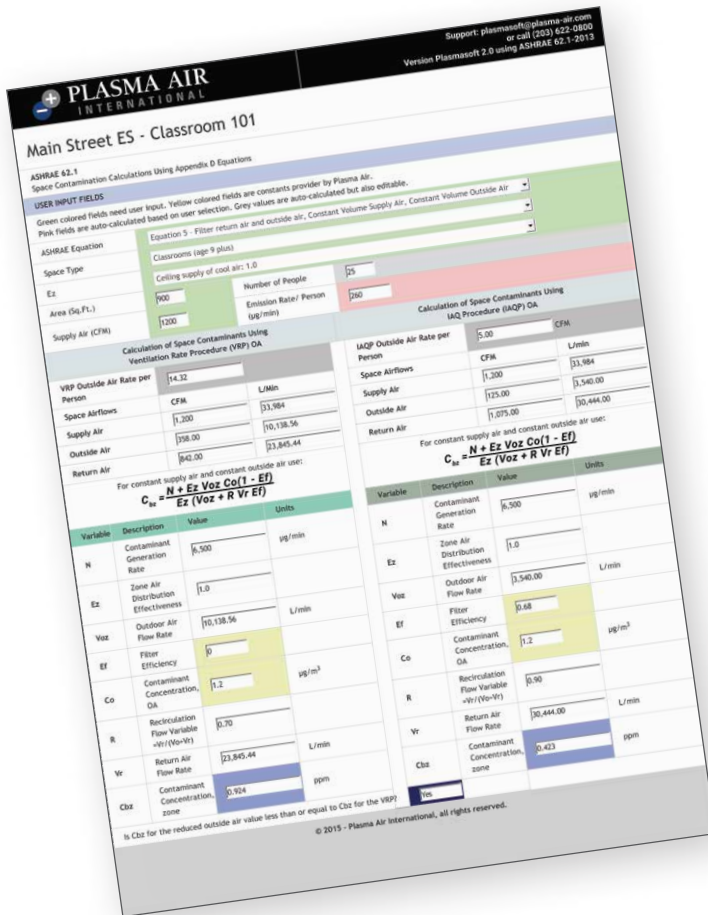 PLASMA AIR
INTERNATIONAL
Support: plasmasoft@plasma-air.com
or call (203) 622-0800
Version Plasmasoft 2.0 using ASHRAE 62.1-2013
Main Street ES - Classroom 101
ASHRAE 62.1
Space Contamination Calculations Using Appendix D Equations
USER INPUT FIELDS
Green colored fields need user input. Yellow colored fields are constants provider by Plasma Air.
Pink fields are auto-calculated based on user selection. Grey values are auto-calculated but also editable.
ASHRAE Equation Equation 5 - Filter return air and outside air, Constant Volume Supply Air, Constant Volume Outside Air
Space Type Classrooms (age 9 plus)
Ez Ceiling supply of cool air: 1.0
Area (Sq.Ft.) 900 Number of People 25
Supply Air (CFM) 1200 Emission Rate/ Person
(µg/min) 260
Calculation of Space Contaminants Using
Ventilation Rate Procedure (VRP) OA
VRP Outside Air Rate per
Person 14.32
Space Airflows CFM L/Min
Supply Air 1,200 33,984
Outside Air 358.00 10,138.56
Return Air 842.00 23,845.44
For constant supply air and constant outside air use:
Cbz = N + Ez Voz Co(1 - Ef)
Ez (Voz + R Vr Ef)
Variable Description Value Units
N Contaminant
Generation
Rate 6,500 µg/min
Ez Zone Air
Distribution
Effectiveness 1.0
Voz Outdoor Air
Flow Rate 10,138.56 L/min
Ef Filter
Efficiency 0
Co Contaminant
Concentration,
OA 1.2 µg/m³
R Recirculation
Flow Variable
=Vr/(Vo+Vr) 0.70
Vr Return Air
Flow Rate 23,845.44 L/min
Cbz Contaminant
Concentration,
zone 0.924 ppm
Calculation of Space Contaminants Using
IAQ Procedure (IAQP) OA
IAQP Outside Air Rate per
Person 5.00 CFM
Space Airflows CFM L/min
Supply Air 1,200 33,984
Outside Air 125.00 3,540.00
Return Air 1,075.00 30,444.00
For constant supply air and constant outside air use:
Cbz = N + Ez Voz Co(1 - Ef)
Ez (Voz + R Vr Ef)
Variable Description Value Units
N Contaminant
Generation
Rate 6,500 µg/min
Ez Zone Air
Distribution
Effectiveness 1.0
Voz Outdoor Air
Flow Rate 3,540.00 L/min
Ef Filter
Efficiency 0.68
Co Contaminant
Concentration,
OA 1.2 µg/m³
R Recirculation
Flow Variable
=Vr/(Vo+Vr) 0.90
Vr Return Air
Flow Rate 30,444.00 L/min
Cbz Contaminant
Concentration,
zone 0.423 ppm
Is Cbz for the reduced outside air value less than or equal to Cbz for the VRP? Yes
© 2015 - Plasma Air International, all rights reserved.